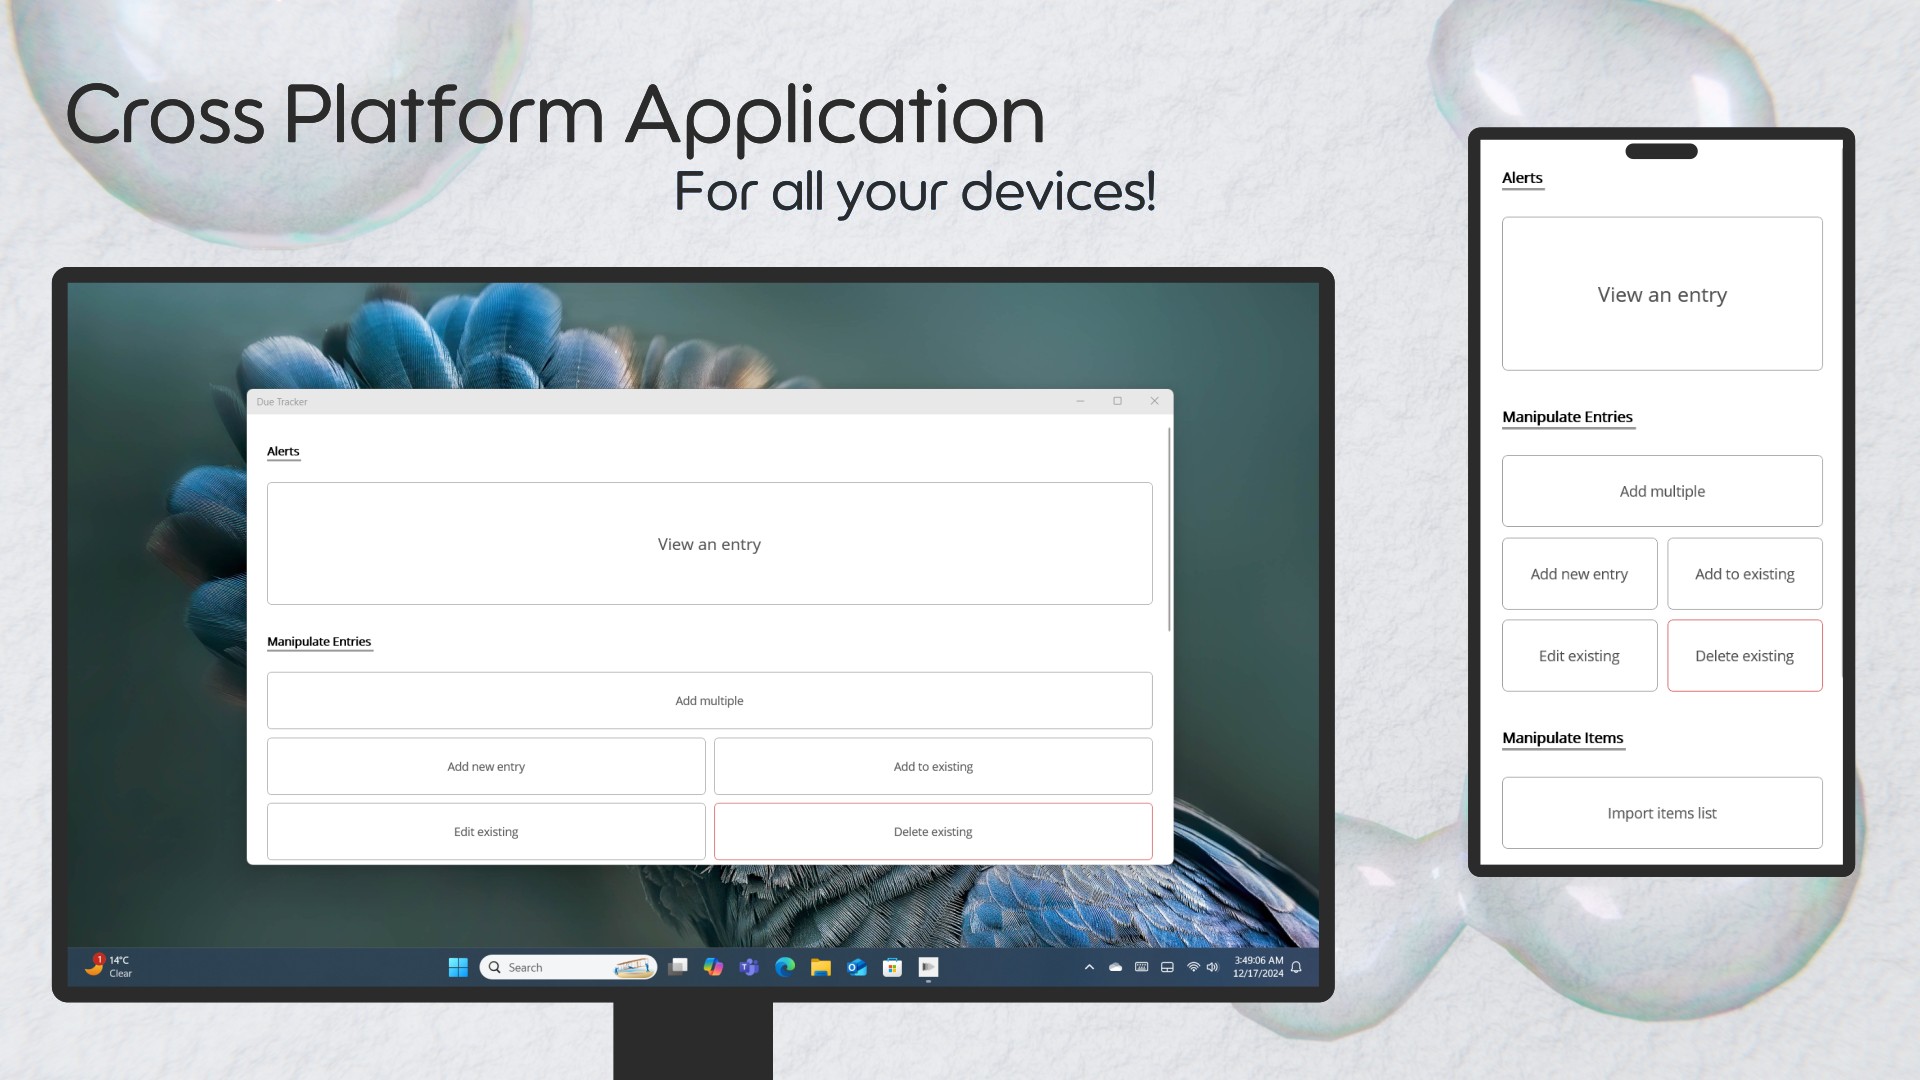 Cross Platform Application
For all your devices!
Due Tracker
Alerts
View an entry
Manipulate Entries
Add multiple
Add new entry
Add to existing
Edit existing
Delete existing
1
14°C
Clear
Search
3:49:06 AM
12/17/2024
Alerts
View an entry
Manipulate Entries
Add multiple
Add new entry
Add to existing
Edit existing
Delete existing
Manipulate Items
Import items list